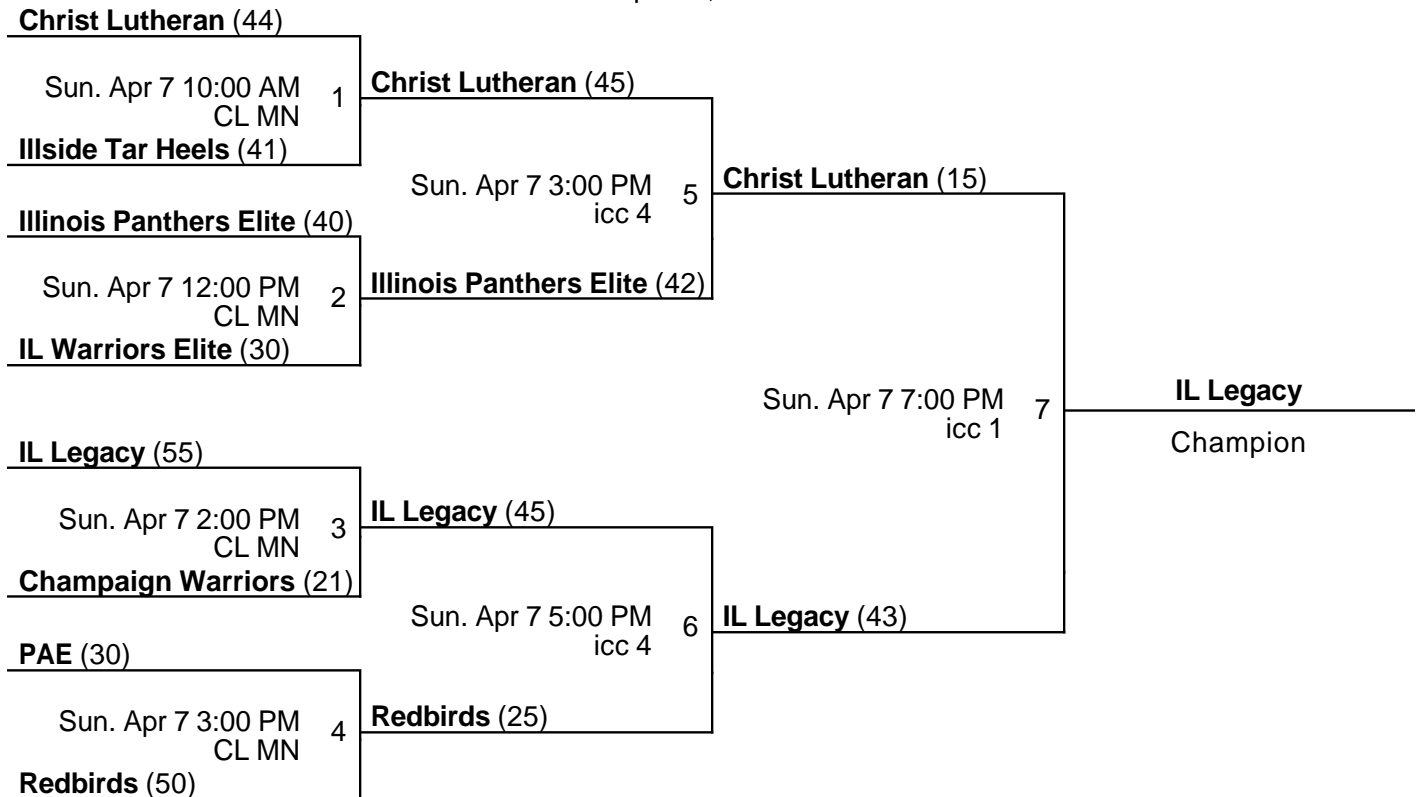 Christ Lutheran (44)
Sun. Apr 7 10:00 AM
CL MN
1
Illside Tar Heels (41)
Christ Lutheran (45)
Illinois Panthers Elite (40)
Sun. Apr 7 12:00 PM
CL MN
2
IL Warriors Elite (30)
Sun. Apr 7 3:00 PM
icc 4
5
Illinois Panthers Elite (42)
Christ Lutheran (15)
IL Legacy (55)
Sun. Apr 7 2:00 PM
CL MN
3
Champaign Warriors (21)
IL Legacy (45)
PAE (30)
Sun. Apr 7 3:00 PM
CL MN
4
Redbirds (50)
Sun. Apr 7 5:00 PM
icc 4
6
Redbirds (25)
IL Legacy (43)
Sun. Apr 7 7:00 PM
icc 1
7
IL Legacy
Champion